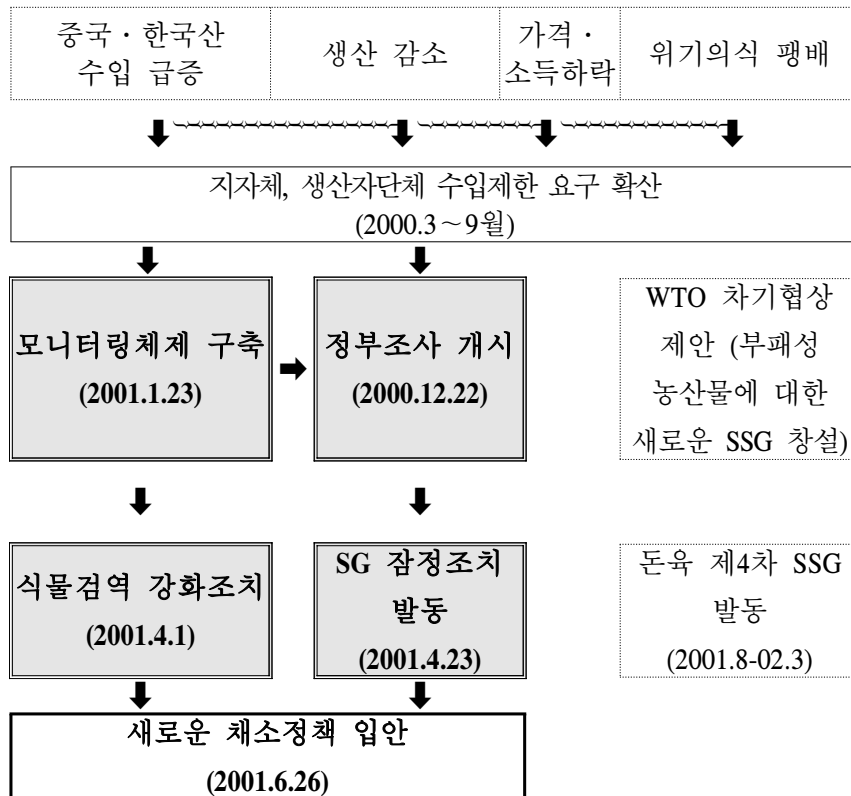 중국·한국산
수입 급증
생산 감소
가격·
소득하락
위기의식 팽배
지자체, 생산자단체 수입제한 요구 확산
(2000.3～9월)
모니터링체제 구축
(2001.1.23)
정부조사 개시
(2000.12.22)
WTO 차기협상
제안 (부패성
농산물에 대한
새로운 SSG 창설)
식물검역 강화조치
(2001.4.1)
SG 잠정조치
발동
(2001.4.23)
돈육 제4차 SSG
발동
(2001.8-02.3)
새로운 채소정책 입안
(2001.6.26)